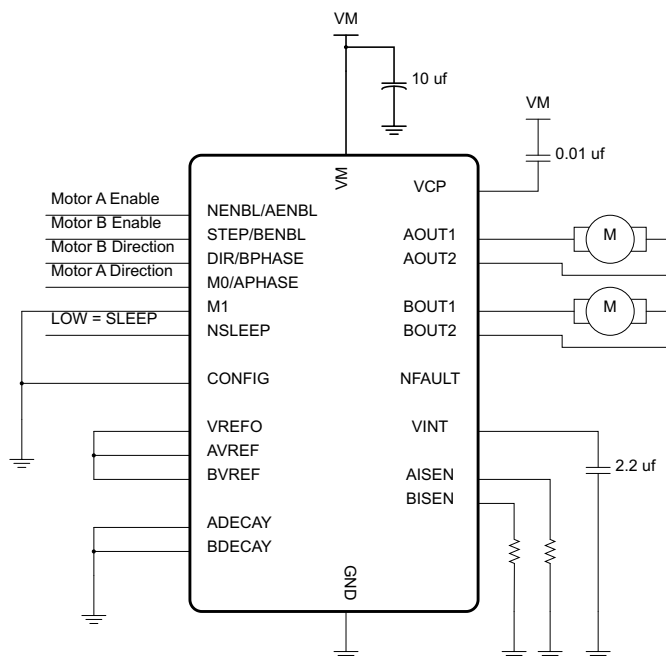 VM
10 uf
VM
0.01 uf
VM
VCP
Motor A Enable
NENBL/AENBL
Motor B Enable
STEP/BENBL
AOUT1
M
Motor B Direction
DIR/BPHASE
AOUT2
Motor A Direction
M0/APHASE
M1
BOUT1
M
LOW = SLEEP
NSLEEP
BOUT2
CONFIG
NFAULT
VREFO
VINT
AVREF
2.2 uf
BVREF
AISEN
BISEN
ADECAY
BDECAY
GND